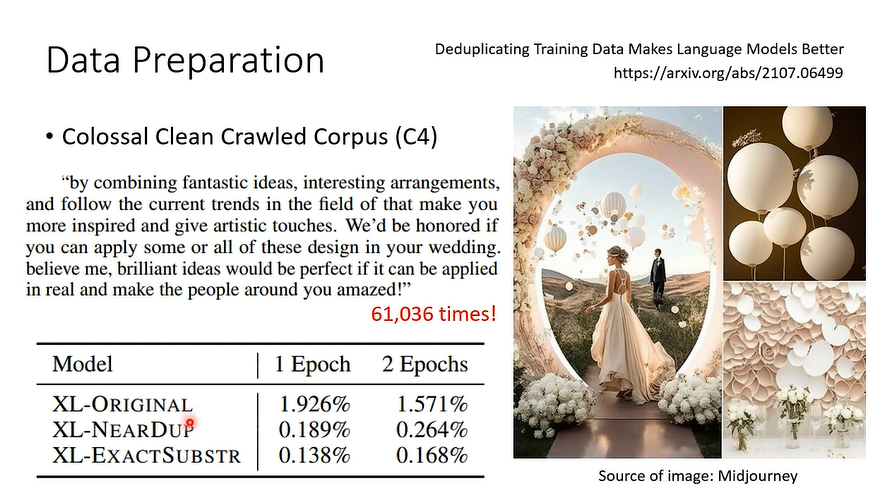 Data Preparation
Deduplicating Training Data Makes Language Models Better
https://arxiv.org/abs/2107.06499
• Colossal Clean Crawled Corpus (C4)
“by combining fantastic ideas, interesting arrangements,
and follow the current trends in the field of that make you
more inspired and give artistic touches. We’d be honored if
you can apply some or all of these design in your wedding.
believe me, brilliant ideas would be perfect if it can be applied
in real and make the people around you amazed!”
61,036 times!
Model 1 Epoch 2 Epochs
XL-ORIGINAL 1.926% 1.571%
XL-NEARDUP 0.189% 0.264%
XL-EXACTSUBSTR 0.138% 0.168%
Source of image: Midjourney